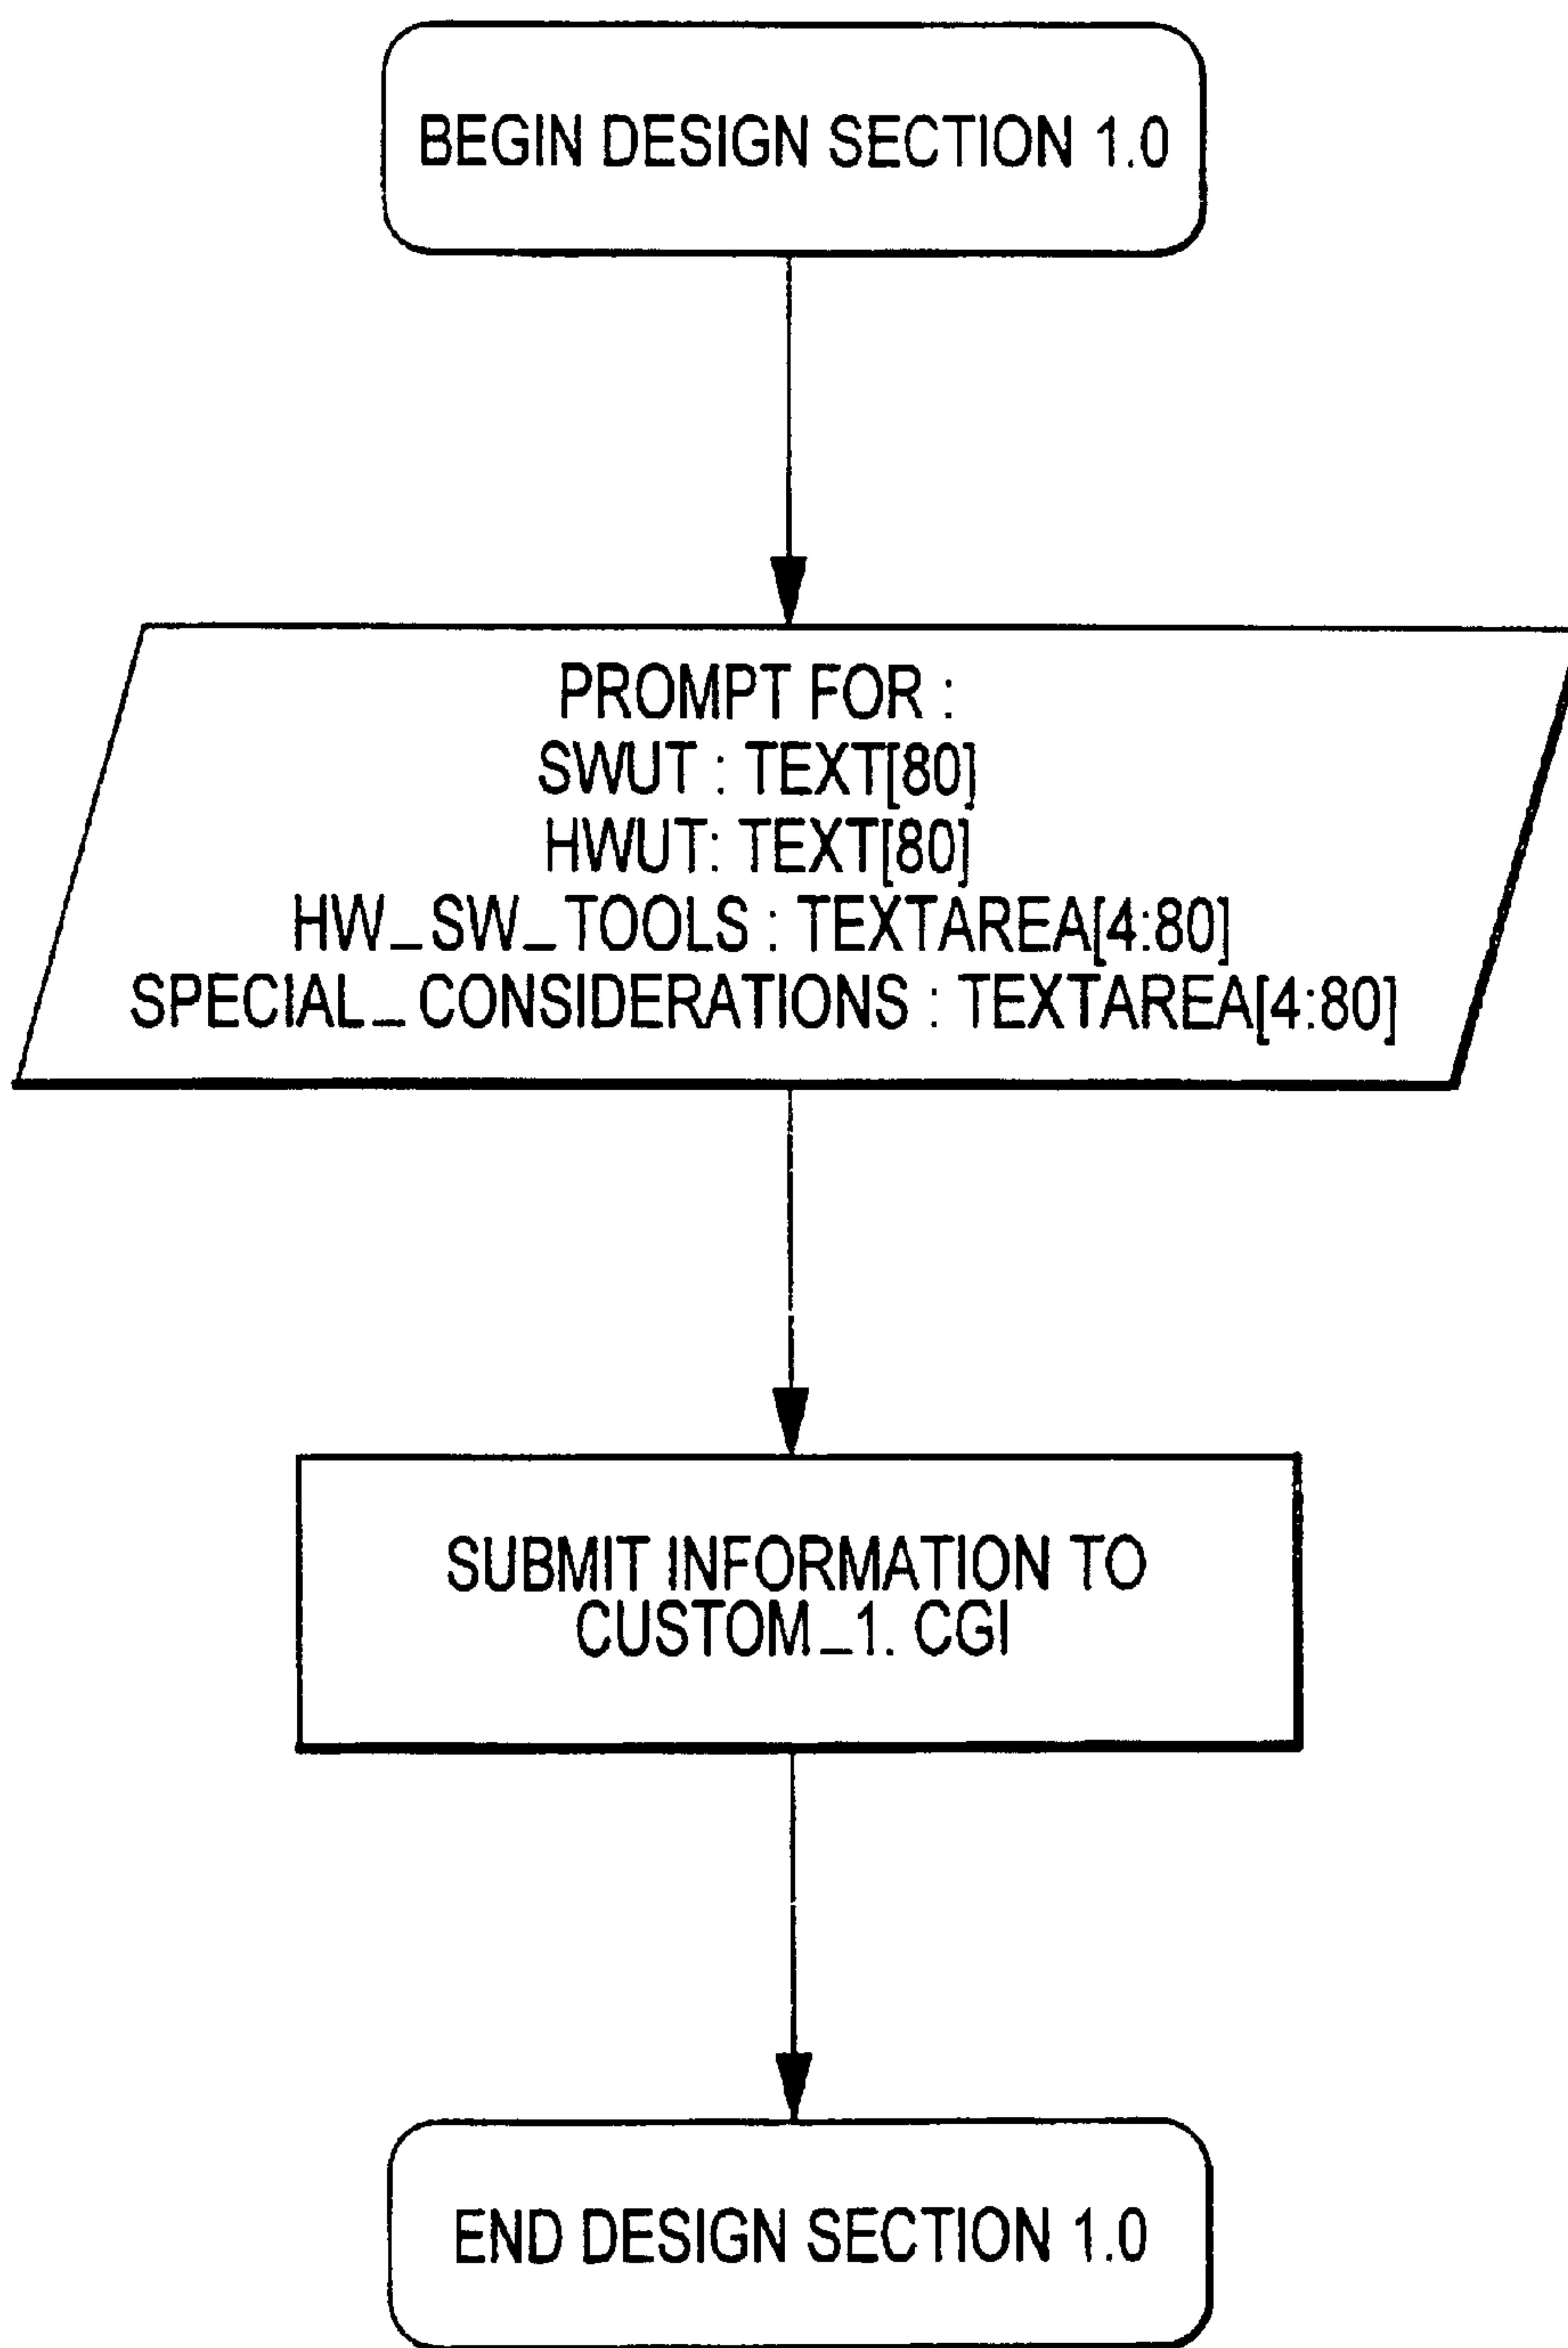 BEGIN DESIGN SECTION 1.0
PROMPT FOR :
SWUT : TEXT[80]
HWUT: TEXT[80]
HW_SW_TOOLS : TEXTAREA[4:80]
SPECIAL_CONSIDERATIONS : TEXTAREA[4:80]
SUBMIT INFORMATION TO
CUSTOM_1. CGI
END DESIGN SECTION 1.0